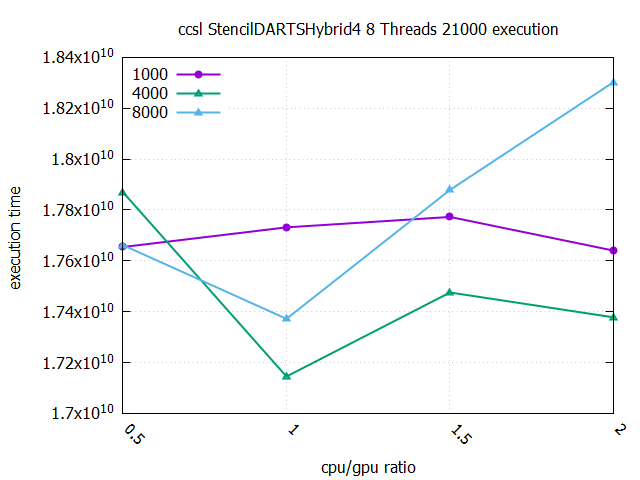 ccsl StencilDARTSHybrid4 8 Threads 21000 execution
1.84x10^10
1.82x10^10
1.8x10^10
1.78x10^10
1.76x10^10
1.74x10^10
1.72x10^10
1.7x10^10
execution time
1000
4000
8000
0.5
1
1.5
2
cpu/gpu ratio